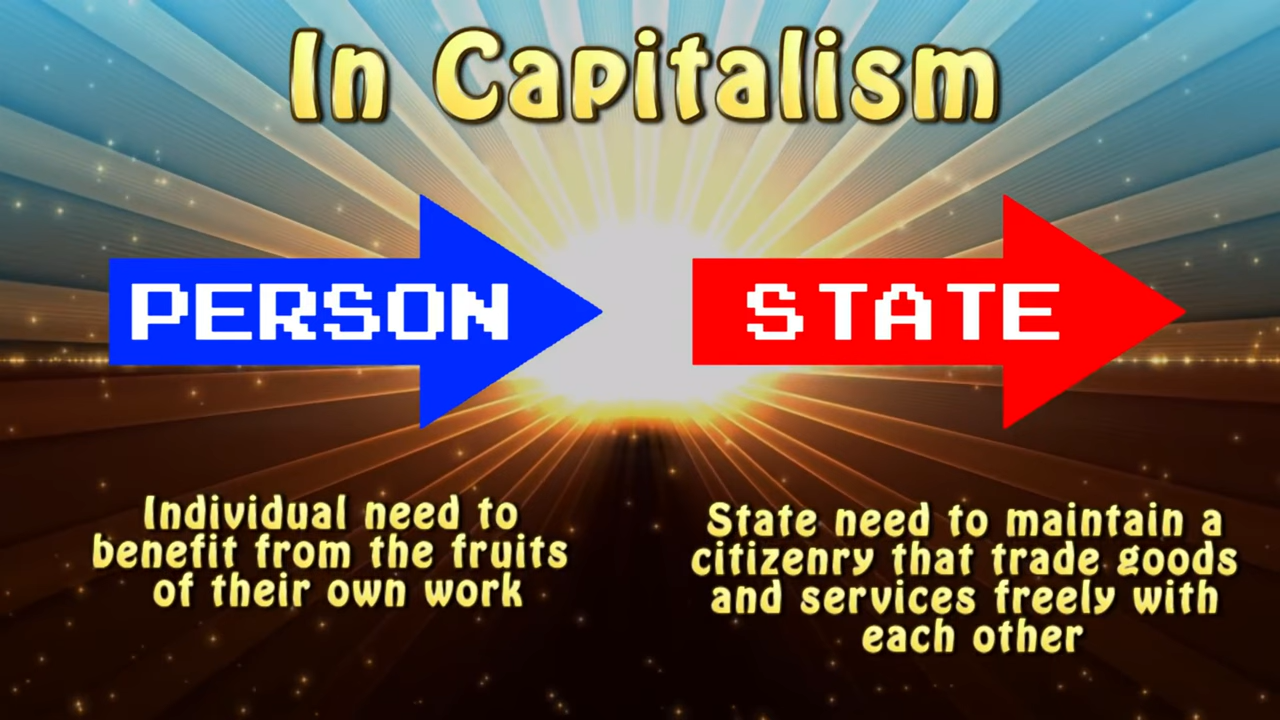 In Capitalism
PERSON
STATE
Individual need to
benefit from the fruits
of their own work
State need to maintain a
citizenry that trade goods
and services freely with
each other